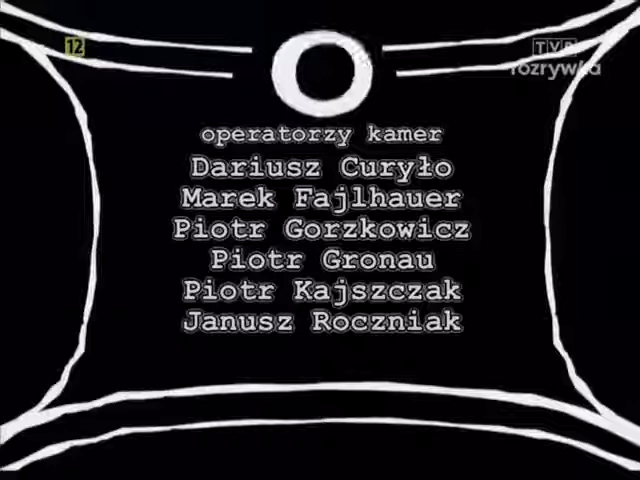 12
TVP
rozrywka
operatorzy kamer
Dariusz Curyło
Marek Fajlhauer
Piotr Gorzkowicz
Piotr Gronau
Piotr Kajszczak
Janusz Roczniak